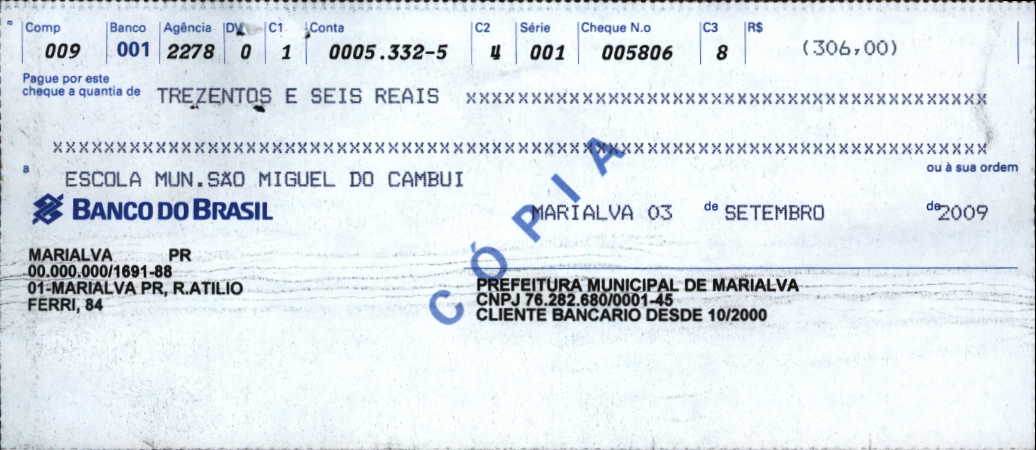 Comp Banco Agência DV C1 Conta C2 Série Cheque N.o C3 R$
009 001 2278 0 1 0005.332-5 4 001 005806 8 (306,00)
Pague por este
cheque a quantia de TREZENTOS E SEIS REAIS xxxxxxxxxxxxxxxxxxxxxxxxxxxxxxxxxxxxxxxxxx
xxxxxxxxxxxxxxxxxxxxxxxxxxxxxxxxxxxxxxxxxxxxxxxxxxxxxxxxxxxxxxxxxxxxxxxxxx
a ESCOLA MUN.SÃO MIGUEL DO CAMBUI ou à sua ordem
BANCO DO BRASIL MARIALVA 03 de SETEMBRO de 2009
CÓPIA
MARIALVA PR
00.000.000/1691-88
01-MARIALVA PR, R.ATILIO
FERRI, 84
PREFEITURA MUNICIPAL DE MARIALVA
CNPJ 76.282.680/0001-45
CLIENTE BANCARIO DESDE 10/2000